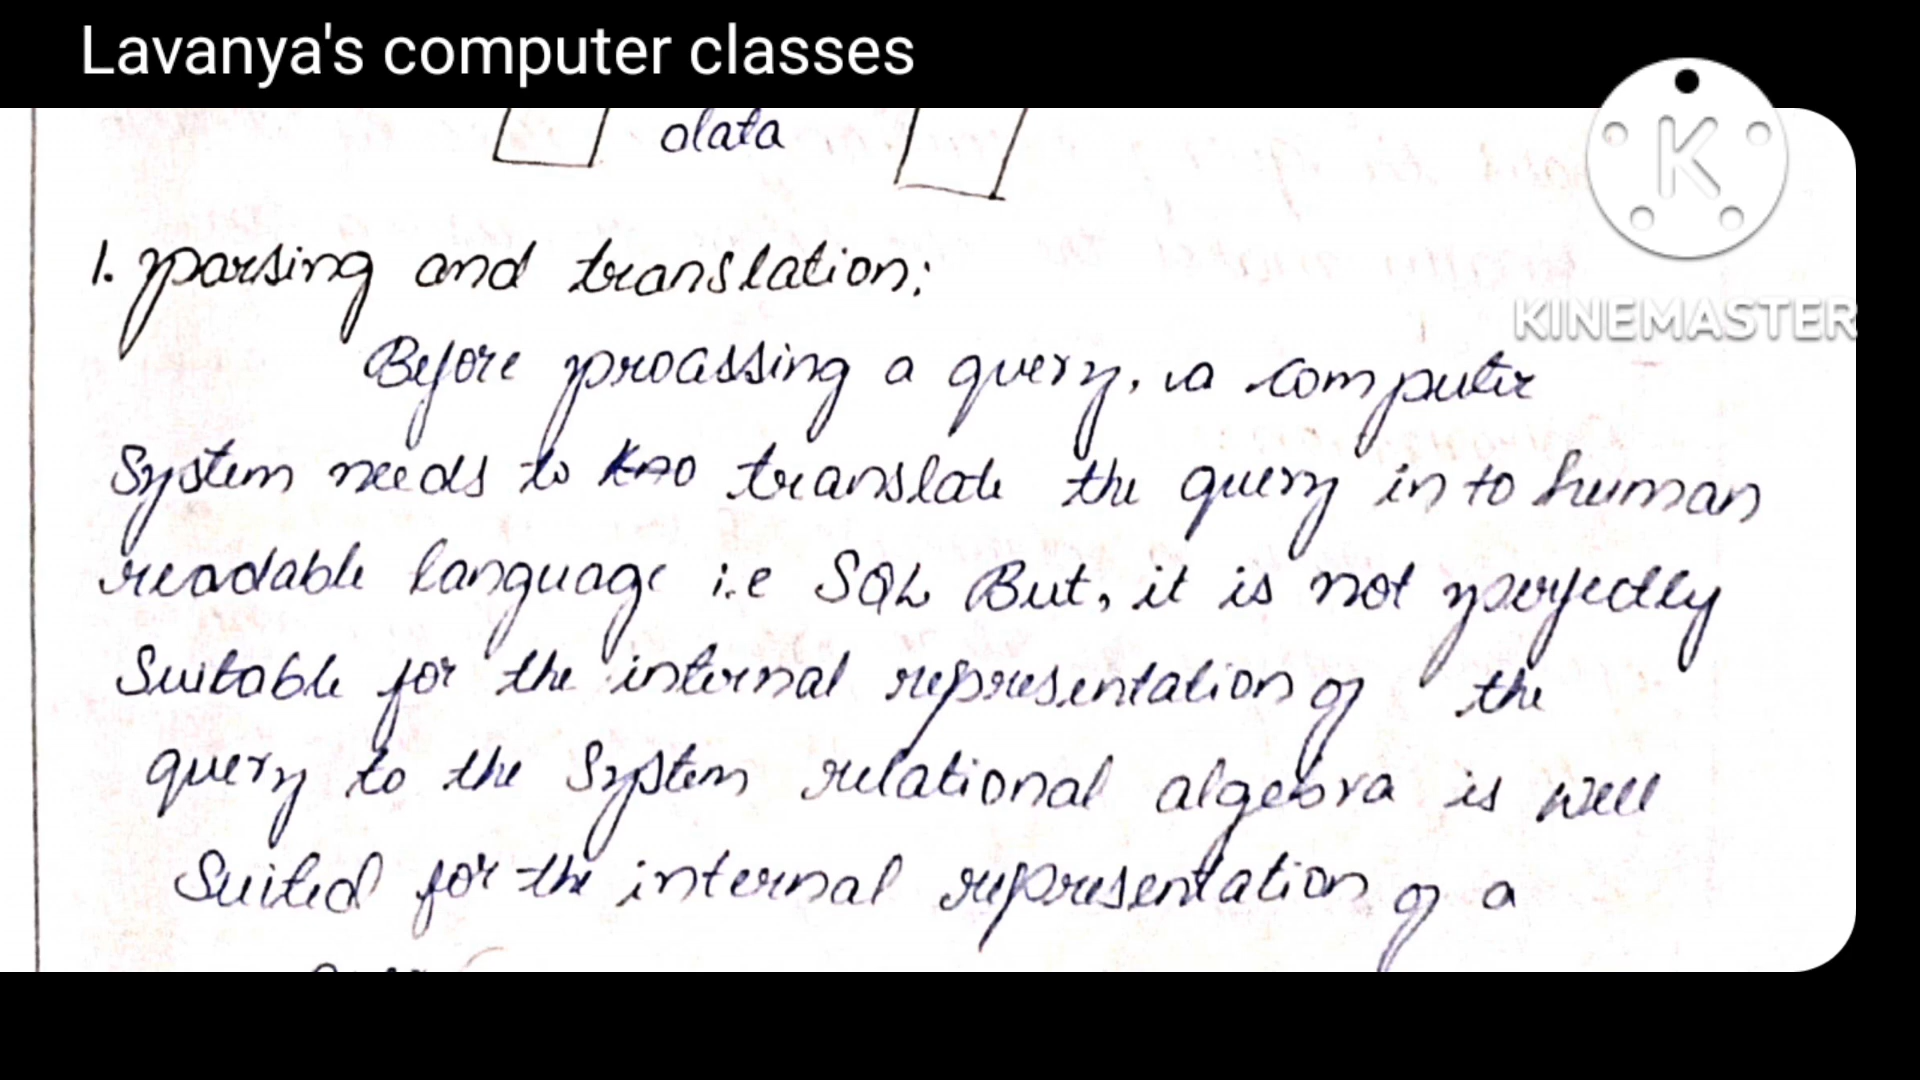 Lavanya's computer classes
data
1. parsing and translation:
Before processing a query, a computer
System needs to translate the query in to human
readable language i.e SQL But, it is not perfectly
Suitable for the internal representation of the
query to the System relational algebra is well
Suited for the internal representation of a
K
KINEMASTER